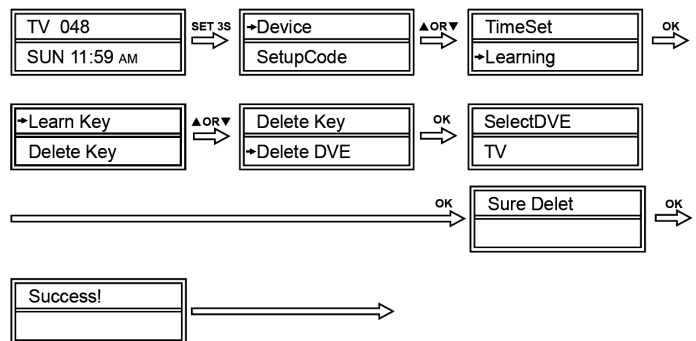 TV 048
SUN 11:59 AM
SET 3S
→Device
SetupCode
▲OR▼
TimeSet
→Learning
OK
→Learn Key
Delete Key
▲OR▼
Delete Key
→Delete DVE
OK
SelectDVE
TV
OK
Sure Delet
OK
Success!